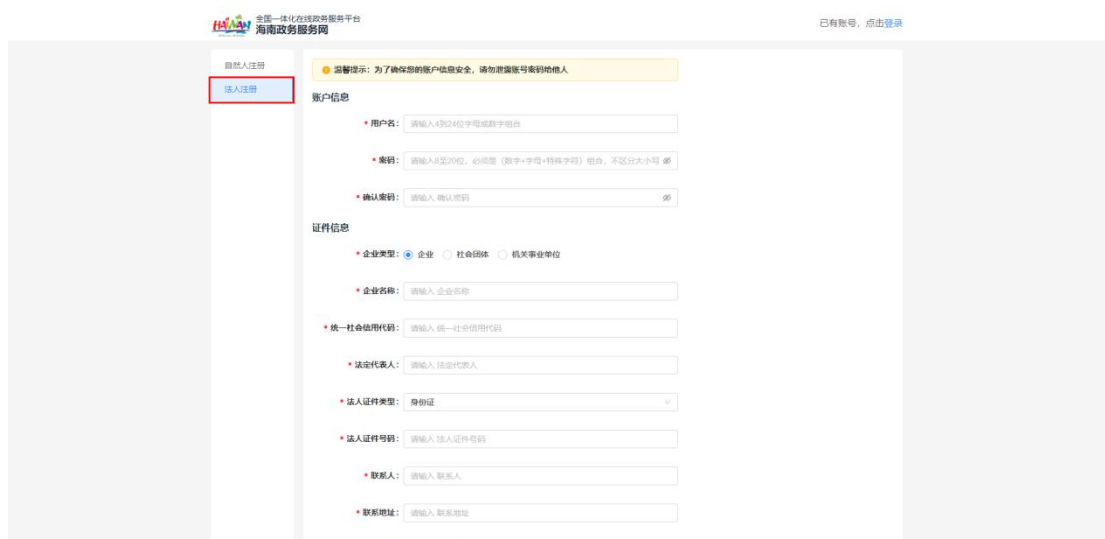 HAINAN
全国一体化在线政务服务平台
海南政务服务网
已有账号，点击登录
自然人注册
法人注册
温馨提示：为了确保您的账户信息安全，请勿泄露账号密码给他人
账户信息
* 用户名： 请输入4到24位字母或数字组合
* 密码： 请输入8至20位，必须是（数字+字母+特殊字符）组合，不区分大小写
* 确认密码： 请输入 确认密码
证件信息
* 企业类型： 企业 社会团体 机关事业单位
* 企业名称： 请输入 企业名称
* 统一社会信用代码： 请输入 统一社会信用代码
* 法定代表人： 请输入 法定代表人
* 法人证件类型： 身份证
* 法人证件号码： 请输入 法人证件号码
* 联系人： 请输入 联系人
* 联系地址： 请输入 联系地址